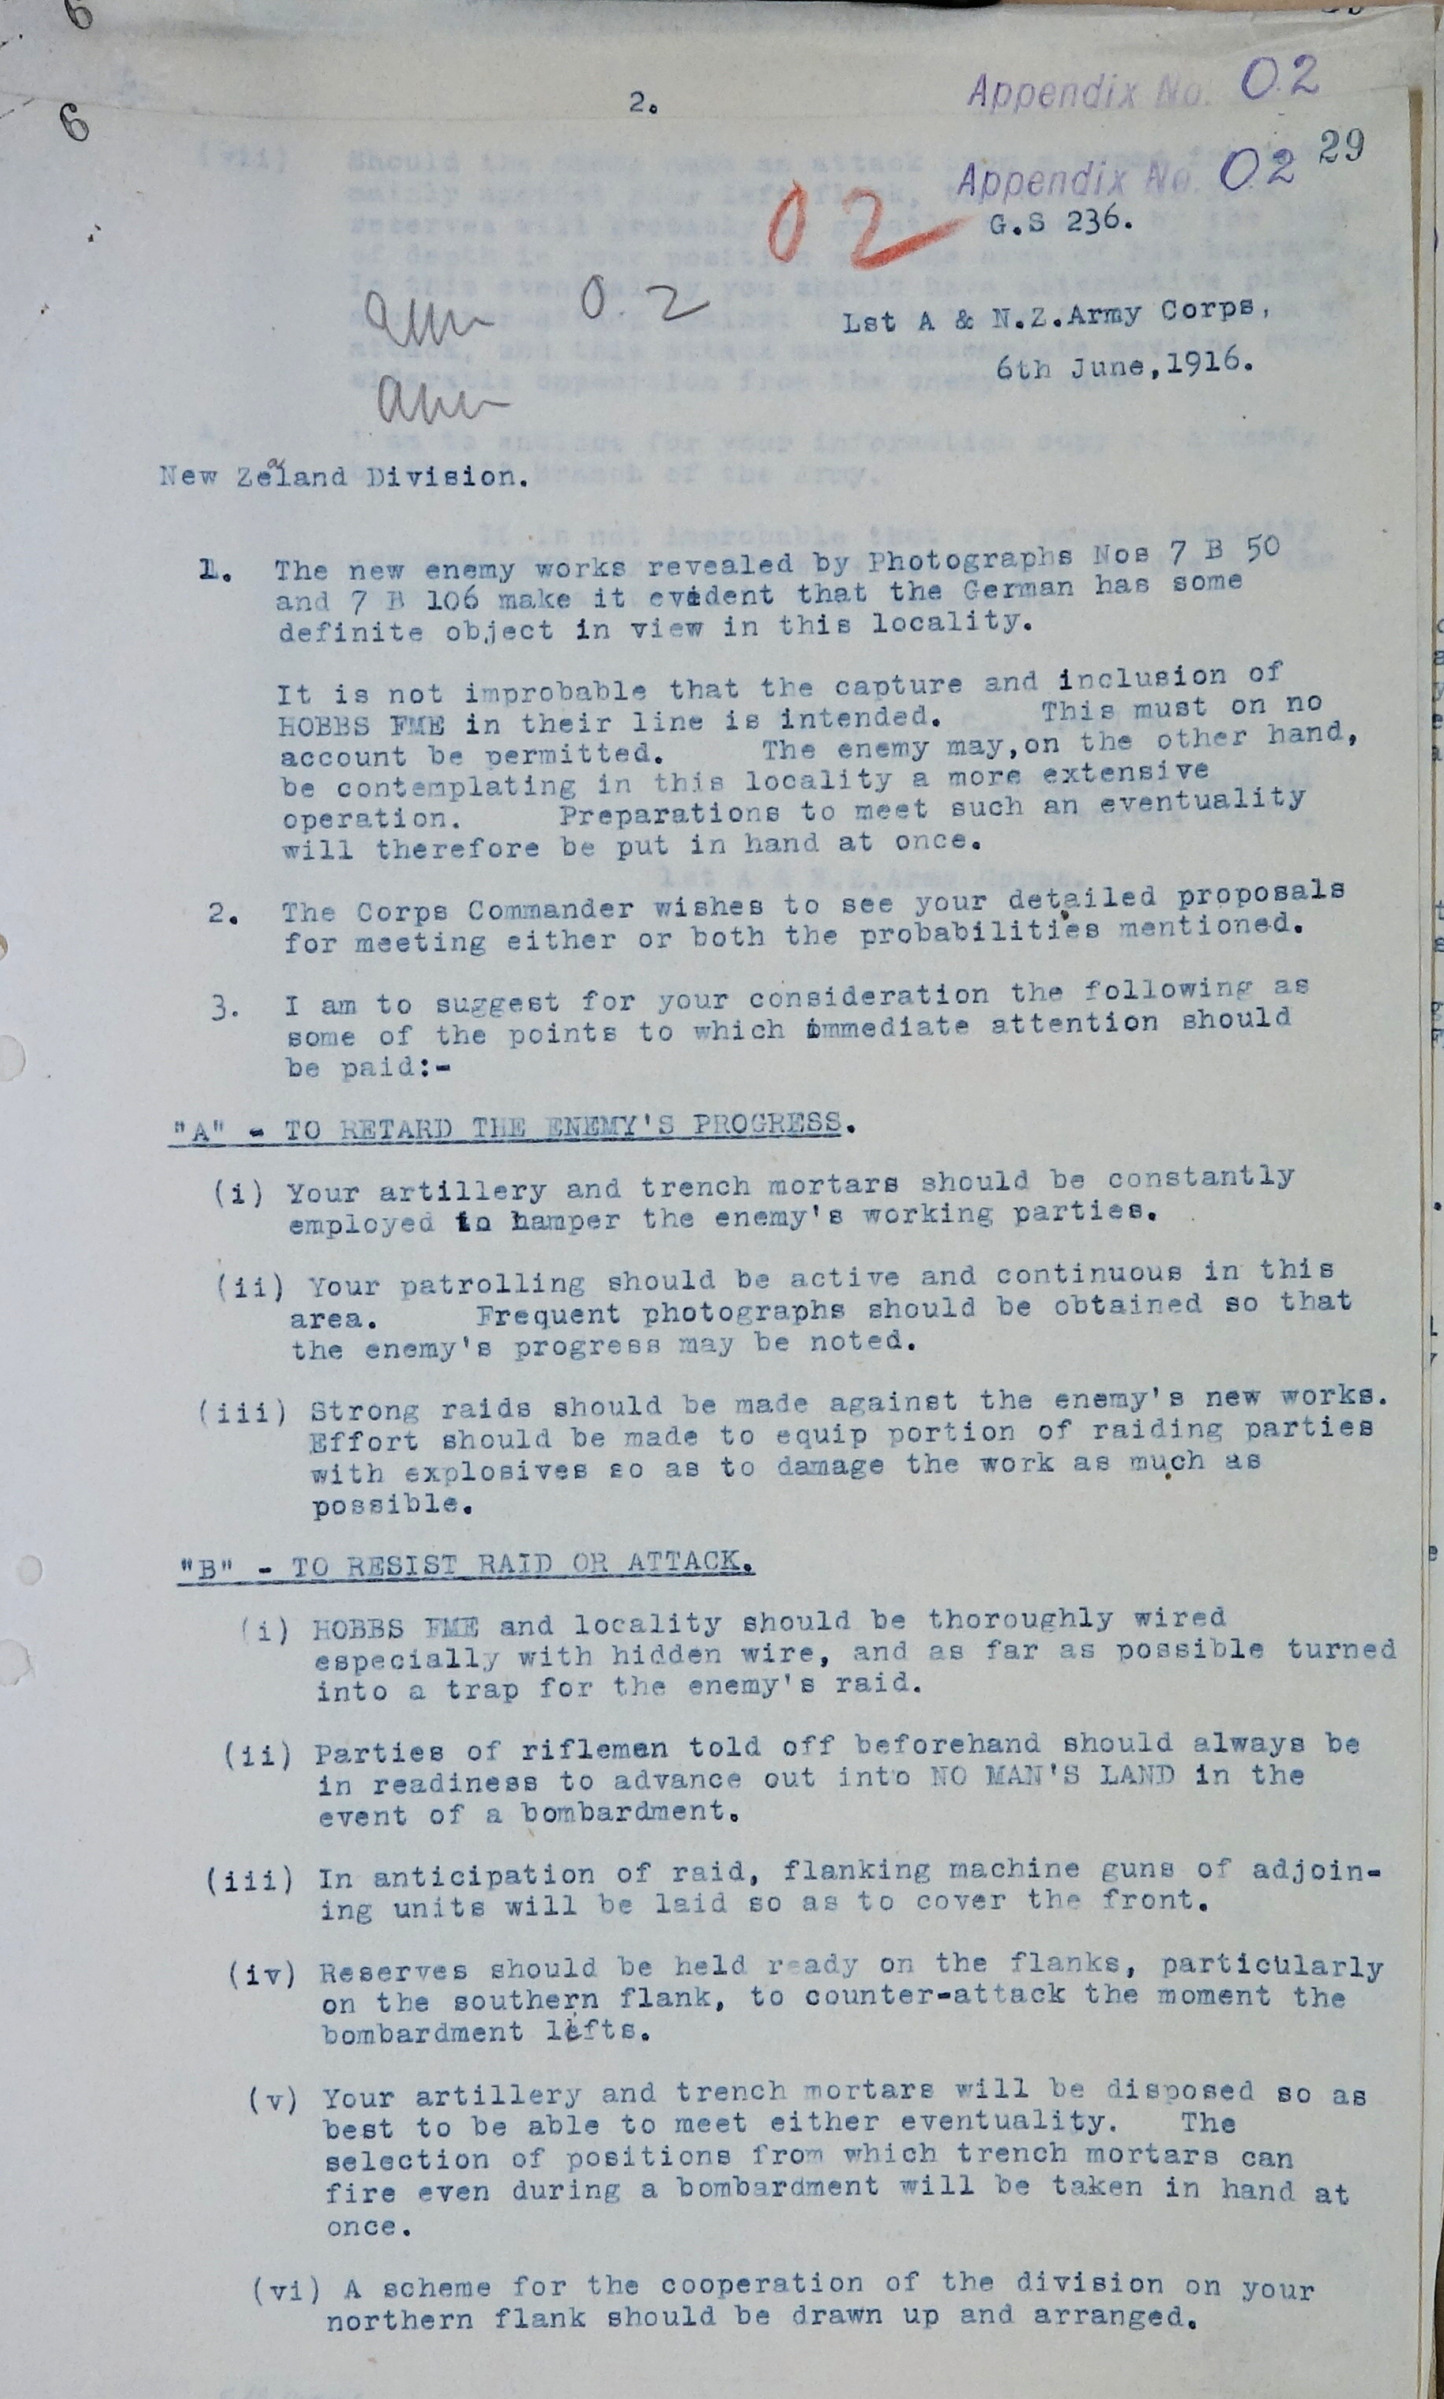 6
6
2.
Appendix No. 02
29
Appendix No. 02
02
G.S 236.
0.2
1st A & N.Z.Army Corps,
6th June,1916.
New Zealand Division.
1. The new enemy works revealed by Photographs Nos 7 B 50
and 7 B 106 make it evident that the German has some
definite object in view in this locality.
It is not improbable that the capture and inclusion of
HOBBS FME in their line is intended. This must on no
account be permitted. The enemy may,on the other hand,
be contemplating in this locality a more extensive
operation. Preparations to meet such an eventuality
will therefore be put in hand at once.
2. The Corps Commander wishes to see your detailed proposals
for meeting either or both the probabilities mentioned.
3. I am to suggest for your consideration the following as
some of the points to which immediate attention should
be paid:-
"A" - TO RETARD THE ENEMY'S PROGRESS.
(i) Your artillery and trench mortars should be constantly
employed to hamper the enemy's working parties.
(ii) Your patrolling should be active and continuous in this
area. Frequent photographs should be obtained so that
the enemy's progress may be noted.
(iii) Strong raids should be made against the enemy's new works.
Effort should be made to equip portion of raiding parties
with explosives so as to damage the work as much as
possible.
"B" - TO RESIST RAID OR ATTACK.
(i) HOBBS FME and locality should be thoroughly wired
especially with hidden wire, and as far as possible turned
into a trap for the enemy's raid.
(ii) Parties of riflemen told off beforehand should always be
in readiness to advance out into NO MAN'S LAND in the
event of a bombardment.
(iii) In anticipation of raid, flanking machine guns of adjoin-
ing units will be laid so as to cover the front.
(iv) Reserves should be held ready on the flanks, particularly
on the southern flank, to counter-attack the moment the
bombardment lifts.
(v) Your artillery and trench mortars will be disposed so as
best to be able to meet either eventuality. The
selection of positions from which trench mortars can
fire even during a bombardment will be taken in hand at
once.
(vi) A scheme for the cooperation of the division on your
northern flank should be drawn up and arranged.